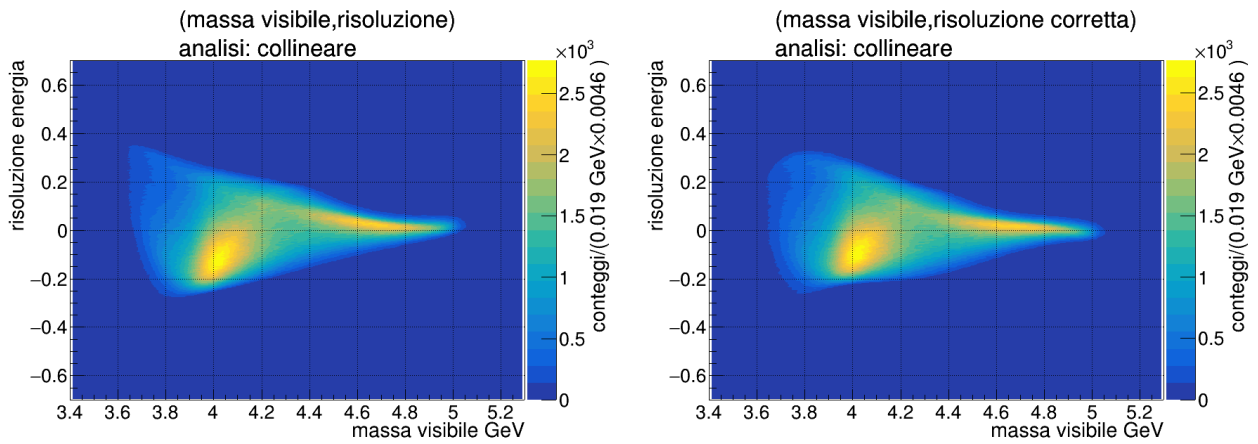 (massa visibile,risoluzione)
analisi: collineare
×10³
risoluzione energia
0.6
0.4
0.2
0
−0.2
−0.4
−0.6
3.4 3.6 3.8 4 4.2 4.4 4.6 4.8 5 5.2
massa visibile GeV
2.5
2
1.5
1
0.5
0
conteggi/(0.019 GeV×0.0046 )
(massa visibile,risoluzione corretta)
analisi: collineare
×10³
risoluzione energia
0.6
0.4
0.2
0
−0.2
−0.4
−0.6
3.4 3.6 3.8 4 4.2 4.4 4.6 4.8 5 5.2
massa visibile GeV
2.5
2
1.5
1
0.5
0
conteggi/(0.019 GeV×0.0046 )